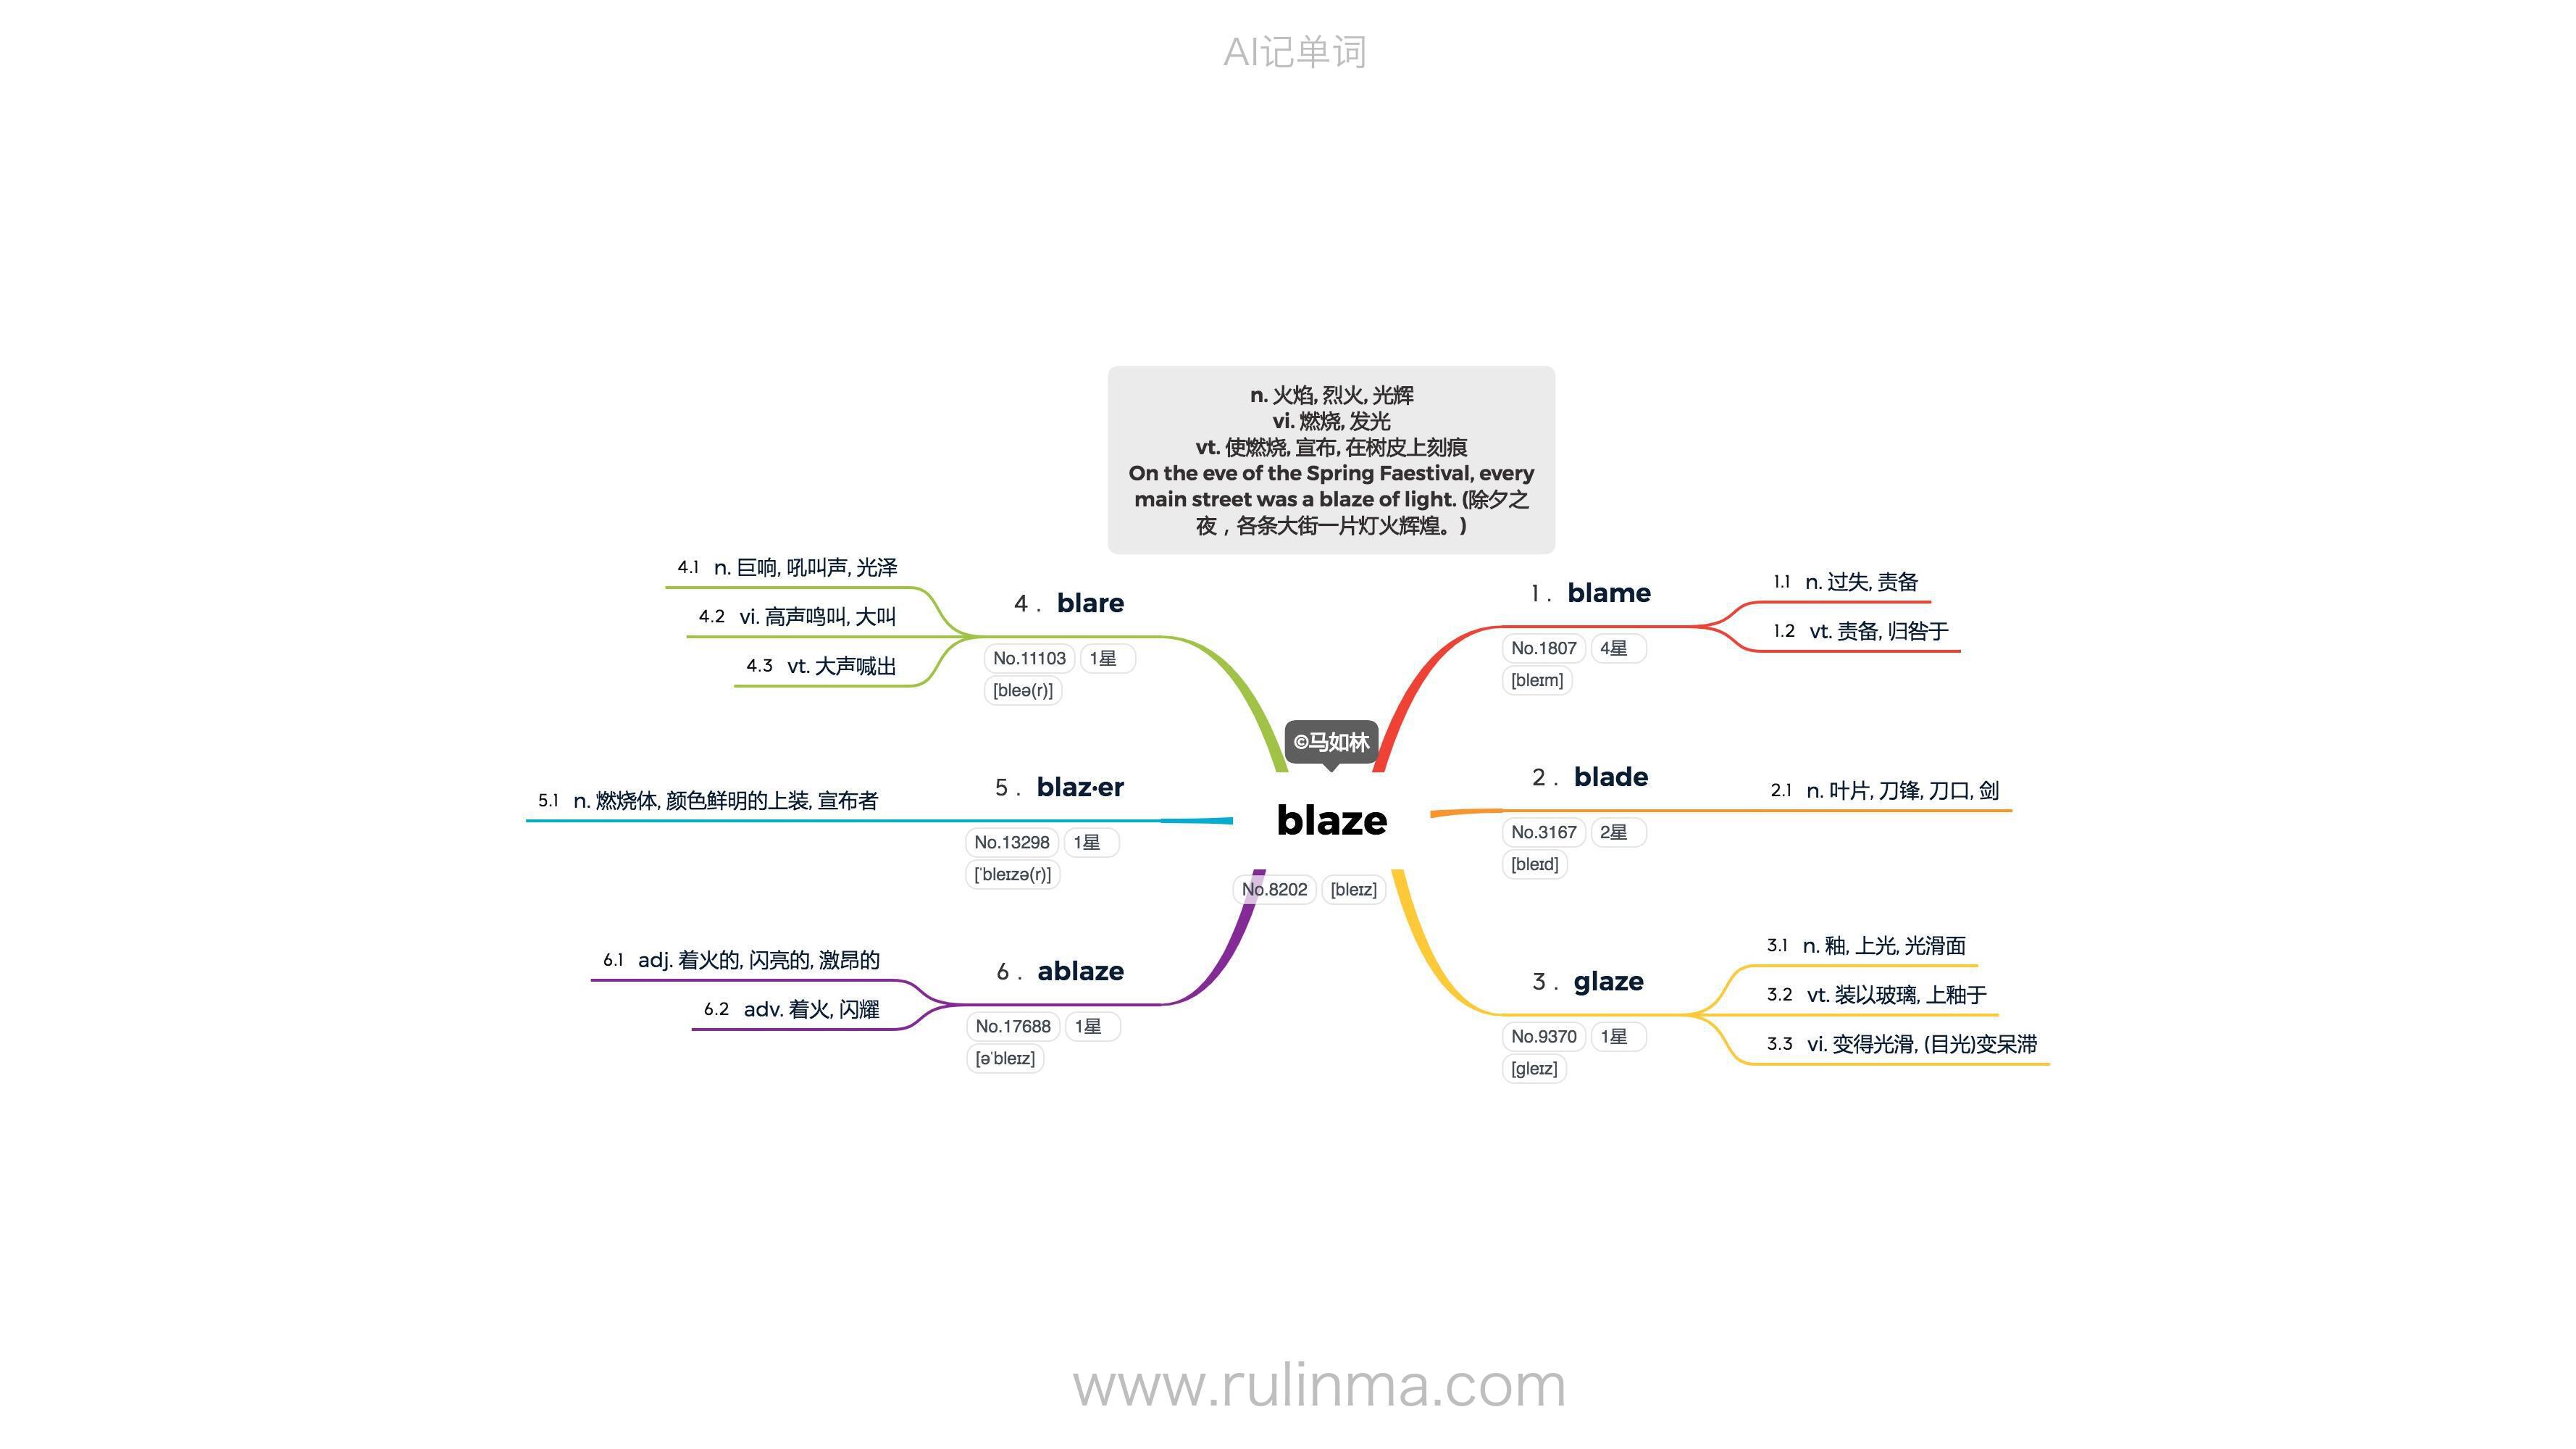 AI记单词
n. 火焰, 烈火, 光辉
vi. 燃烧, 发光
vt. 使燃烧, 宣布, 在树皮上刻痕
On the eve of the Spring Faestival, every
main street was a blaze of light. (除夕之
夜，各条大街一片灯火辉煌。)
©马如林
blaze
No.8202 [bleɪz]
1. blame
No.1807 4星
[bleɪm]
1.1 n. 过失, 责备
1.2 vt. 责备, 归咎于
2. blade
No.3167 2星
[bleɪd]
2.1 n. 叶片, 刀锋, 刀口, 剑
3. glaze
No.9370 1星
[gleɪz]
3.1 n. 釉, 上光, 光滑面
3.2 vt. 装以玻璃, 上釉于
3.3 vi. 变得光滑, (目光)变呆滞
4. blare
No.11103 1星
[bleə(r)]
4.1 n. 巨响, 吼叫声, 光泽
4.2 vi. 高声鸣叫, 大叫
4.3 vt. 大声喊出
5. blaz·er
No.13298 1星
[ˈbleɪzə(r)]
5.1 n. 燃烧体, 颜色鲜明的上装, 宣布者
6. ablaze
No.17688 1星
[əˈbleɪz]
6.1 adj. 着火的, 闪亮的, 激昂的
6.2 adv. 着火, 闪耀
www.rulinma.com